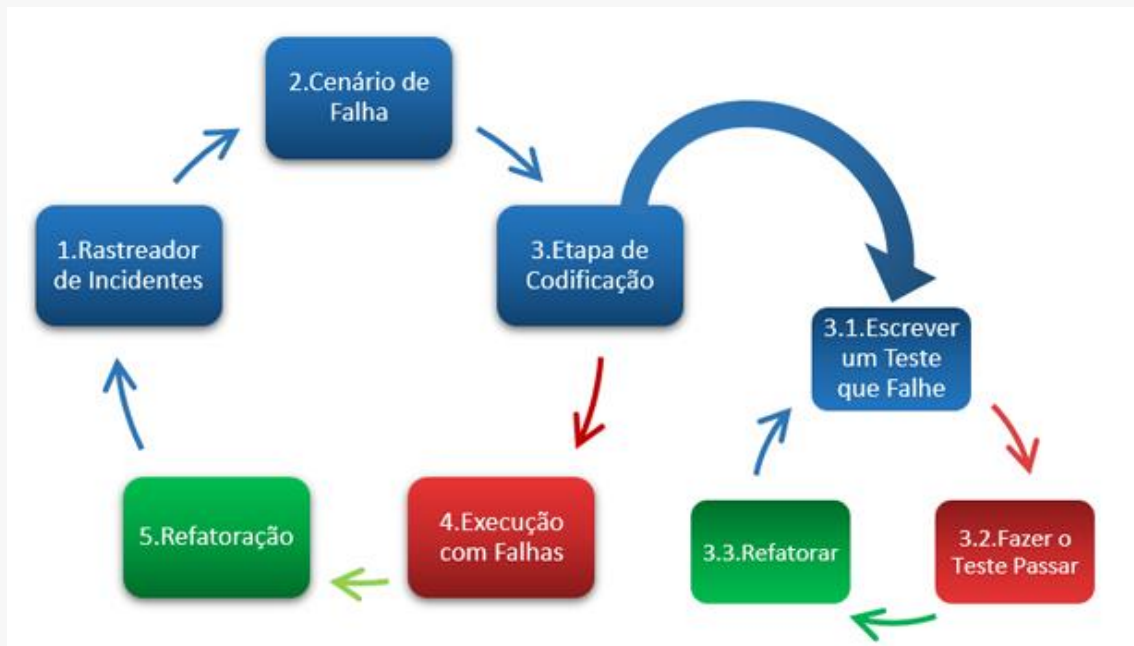 2.Cenário de
Falha
1.Rastreador
de Incidentes
3.Etapa de
Codificação
3.1.Escrever
um Teste
que Falhe
5.Refatoração
4.Execução
com Falhas
3.3.Refatorar
3.2.Fazer o
Teste Passar